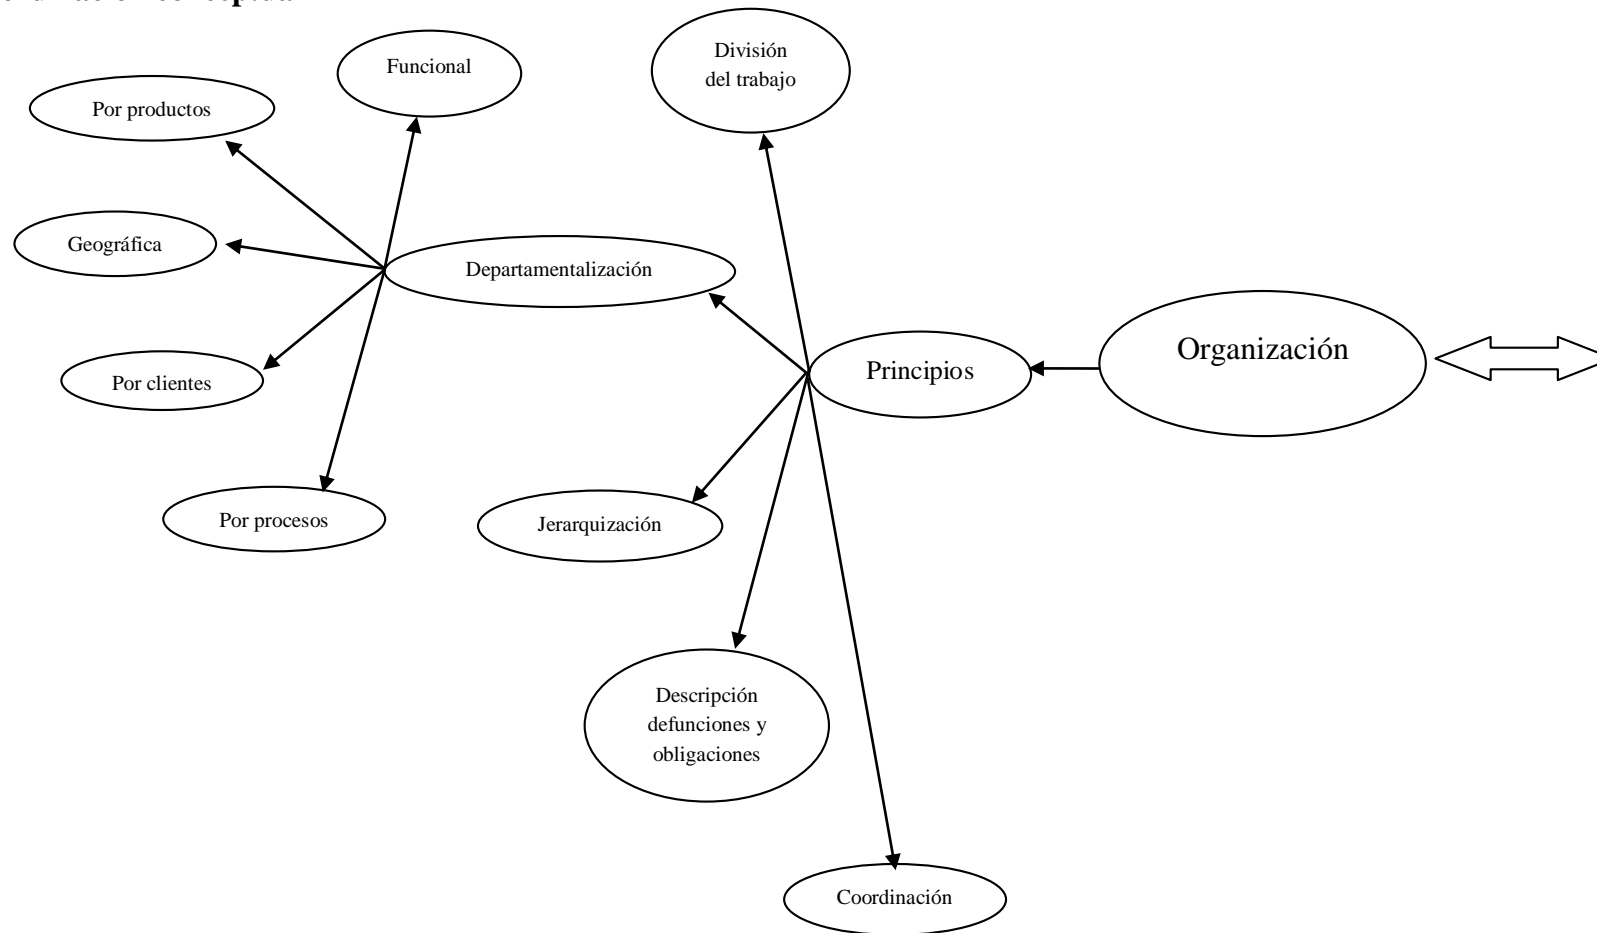 Funcional
División
del trabajo
Por productos
Geográfica
Departamentalización
Organización
Principios
Por clientes
Por procesos
Jerarquización
Descripción
defunciones y
obligaciones
Coordinación